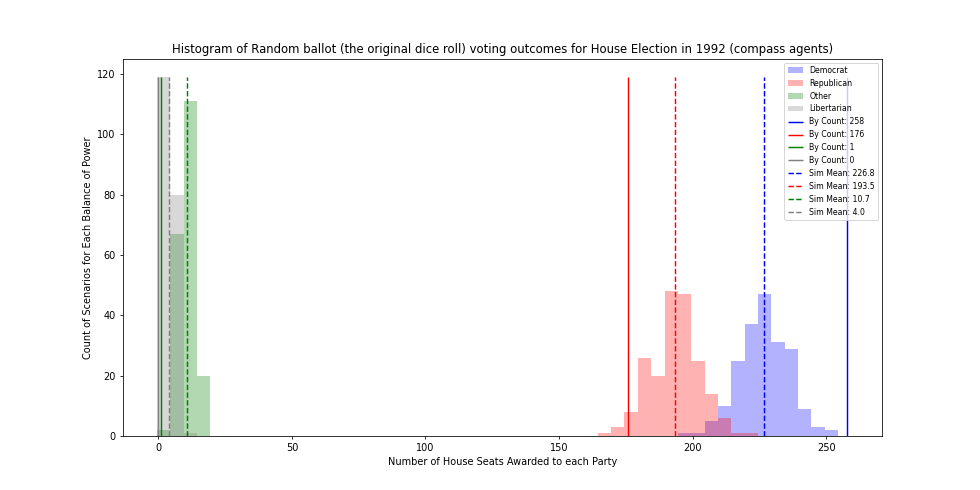 Histogram of Random ballot (the original dice roll) voting outcomes for House Election in 1992 (compass agents)
Count of Scenarios for Each Balance of Power
120
100
80
60
40
20
0
Democrat
Republican
Other
Libertarian
By Count: 258
By Count: 176
By Count: 1
By Count: 0
Sim Mean: 226.8
Sim Mean: 193.5
Sim Mean: 10.7
Sim Mean: 4.0
0 50 100 150 200 250
Number of House Seats Awarded to each Party